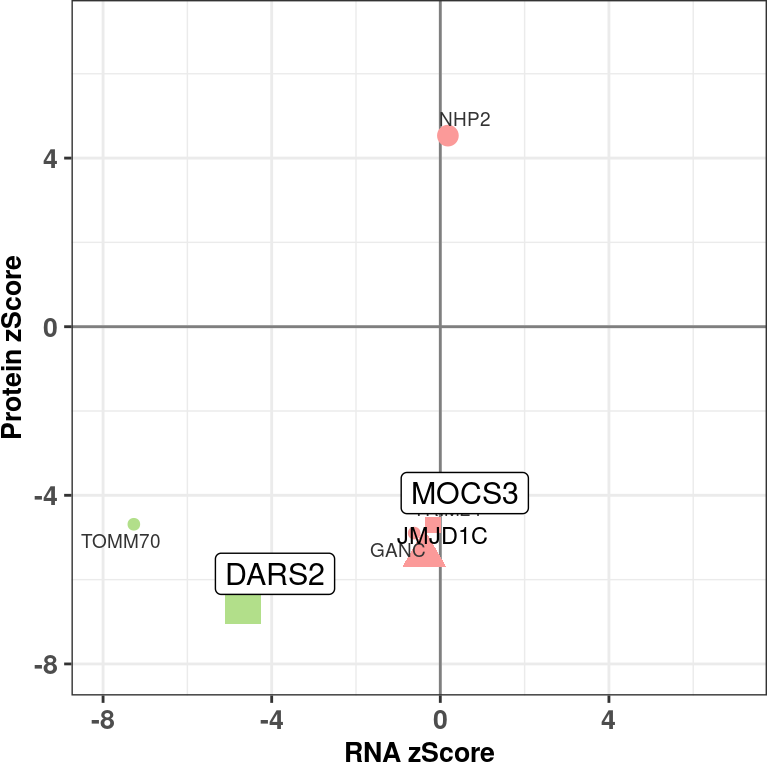 NHP2
4
0
-4
-8
MOCS3
JMJD1C
GANC
TOMM70
DARS2
-8
-4
0
4
RNA zScore
Protein zScore